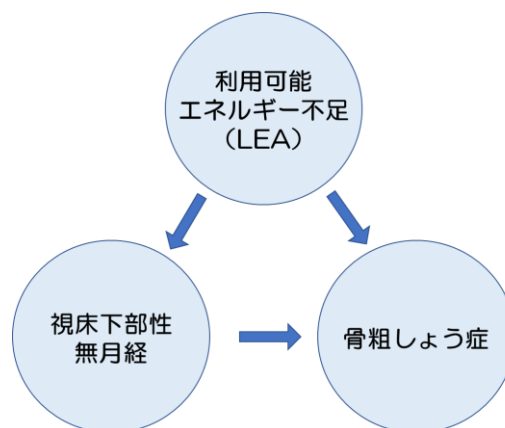 利用可能
エネルギー不足
（LEA）
視床下部性
無月経
骨粗しょう症